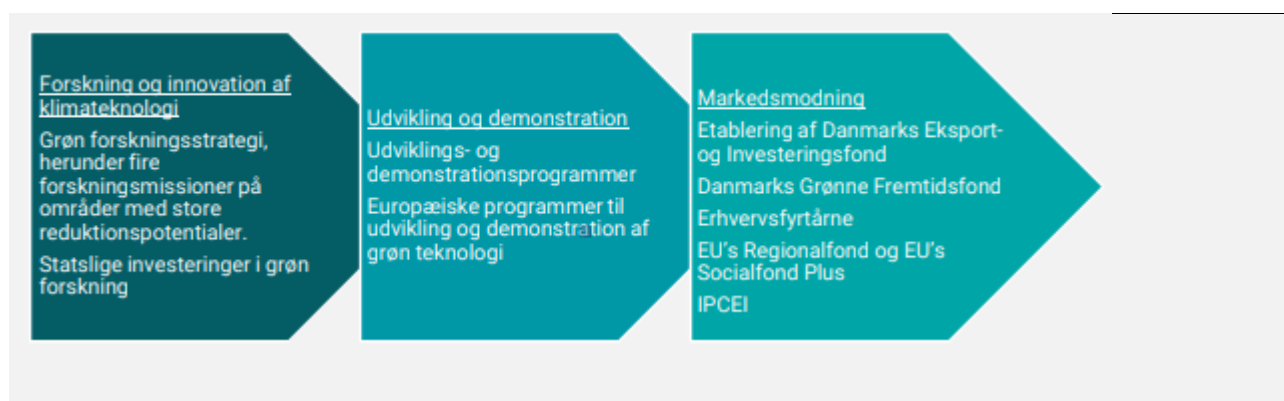 Forskning og innovation af
klimateknologi
Grøn forskningsstrategi,
herunder fire
forskningsmissioner på
områder med store
reduktionspotentialer.
Statslige investeringer i grøn
forskning
Udvikling og demonstration
Udviklings- og
demonstrationsprogrammer
Europæiske programmer til
udvikling og demonstration af
grøn teknologi
Markedsmodning
Etablering af Danmarks Eksport-
og Investeringsfond
Danmarks Grønne Fremtidsfond
Erhvervsfyrtårne
EU's Regionalfond og EU's
Socialfond Plus
IPCEI